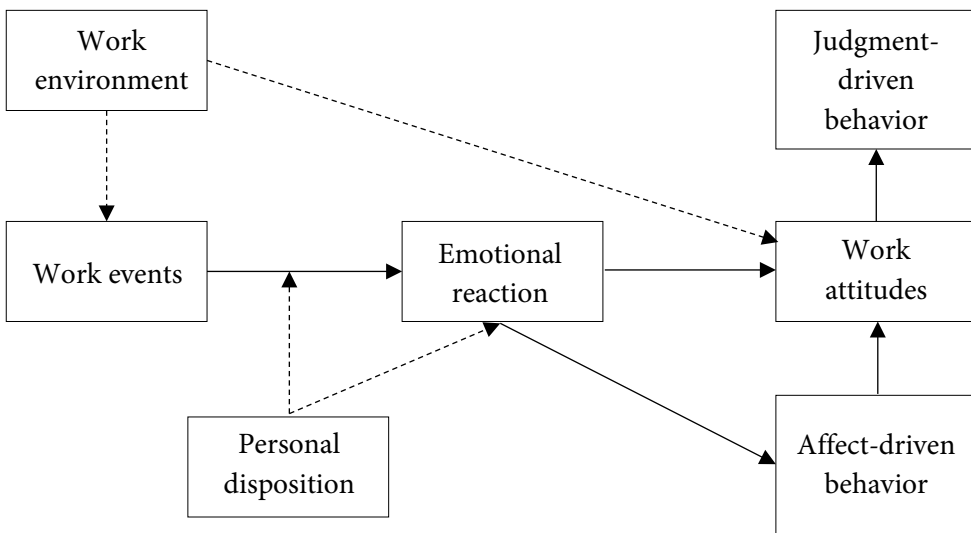 Work
environment
Judgment-
driven
behavior
Work events
Emotional
reaction
Work
attitudes
Personal
disposition
Affect-driven
behavior